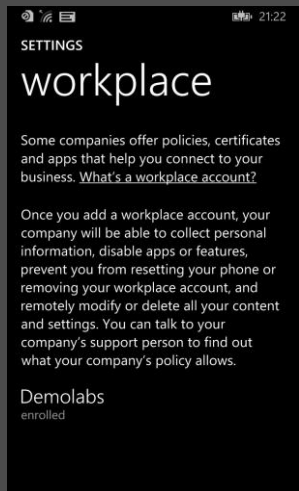 21:22
SETTINGS
workplace
Some companies offer policies, certificates
and apps that help you connect to your
business. What's a workplace account?
Once you add a workplace account, your
company will be able to collect personal
information, disable apps or features,
prevent you from resetting your phone or
removing your workplace account, and
remotely modify or delete all your content
and settings. You can talk to your
company's support person to find out
what your company's policy allows.
Demolabs
enrolled